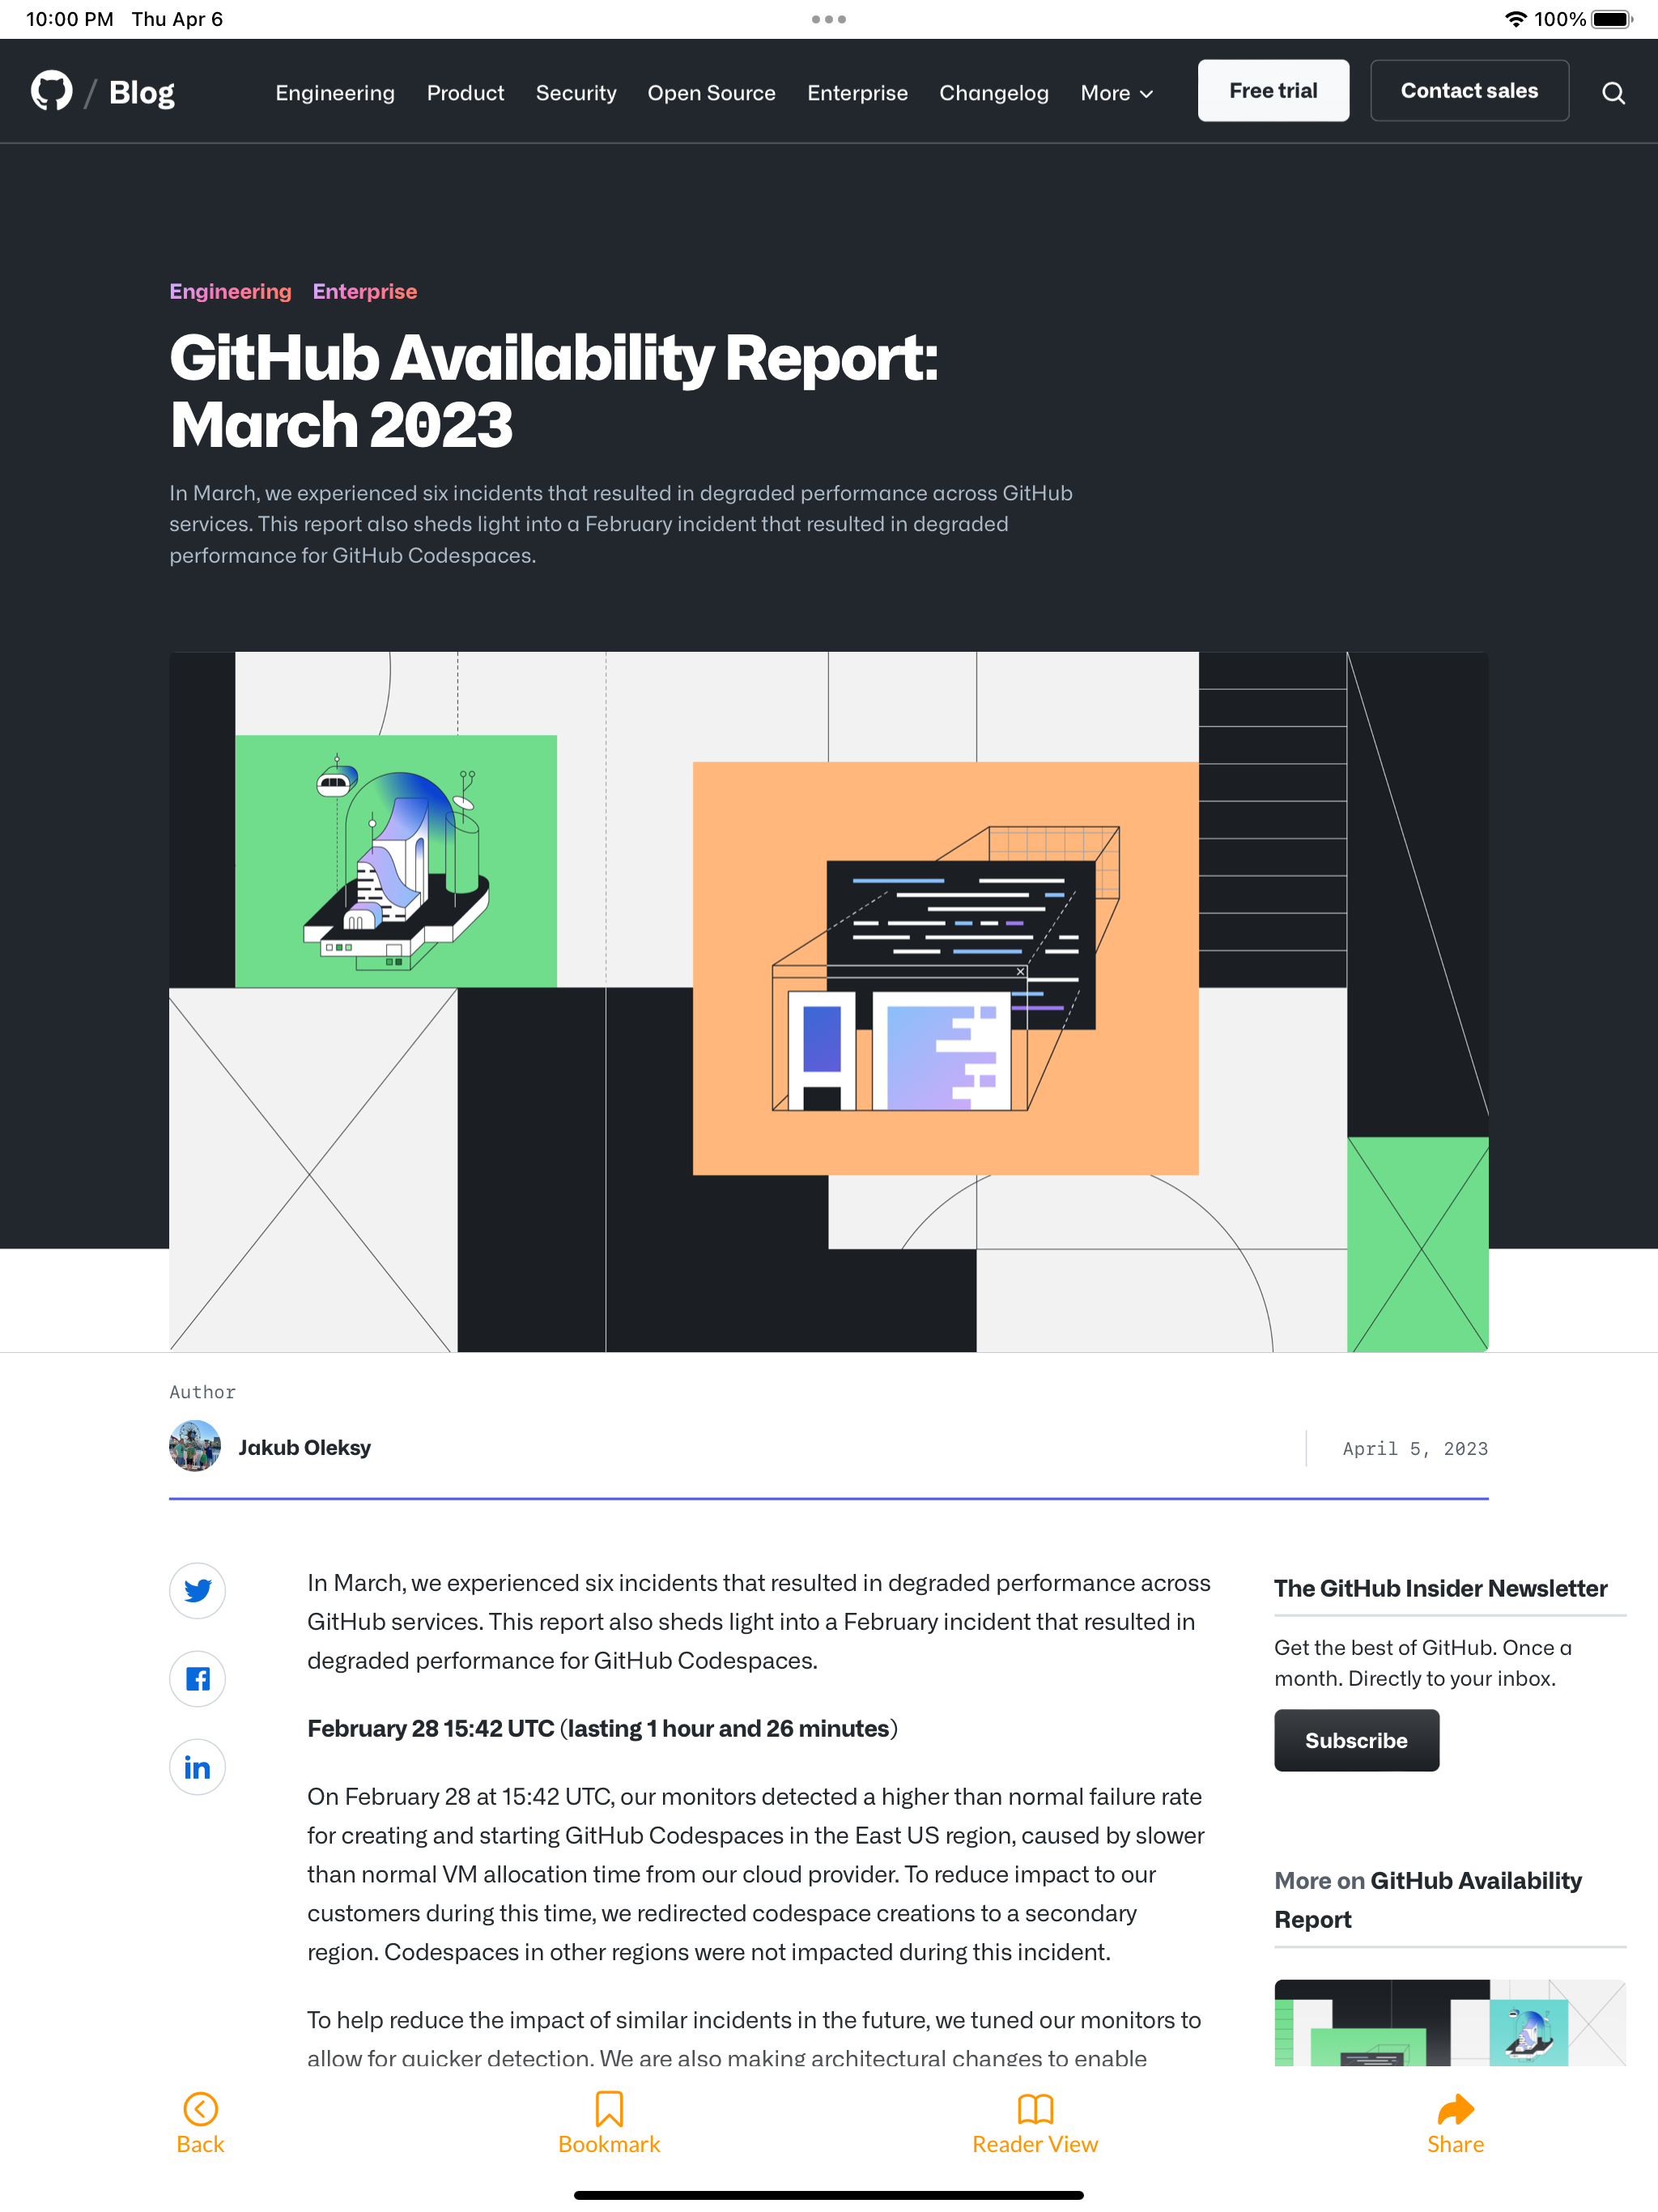 10:00 PM Thu Apr 6
100%
/ Blog
Engineering Product Security Open Source Enterprise Changelog More
Free trial
Contact sales
Engineering Enterprise
GitHub Availability Report:
March 2023
In March, we experienced six incidents that resulted in degraded performance across GitHub
services. This report also sheds light into a February incident that resulted in degraded
performance for GitHub Codespaces.
Author
Jakub Oleksy
April 5, 2023
In March, we experienced six incidents that resulted in degraded performance across
GitHub services. This report also sheds light into a February incident that resulted in
degraded performance for GitHub Codespaces.
February 28 15:42 UTC (lasting 1 hour and 26 minutes)
On February 28 at 15:42 UTC, our monitors detected a higher than normal failure rate
for creating and starting GitHub Codespaces in the East US region, caused by slower
than normal VM allocation time from our cloud provider. To reduce impact to our
customers during this time, we redirected codespace creations to a secondary
region. Codespaces in other regions were not impacted during this incident.
To help reduce the impact of similar incidents in the future, we tuned our monitors to
allow for quicker detection. We are also making architectural changes to enable
The GitHub Insider Newsletter
Get the best of GitHub. Once a
month. Directly to your inbox.
Subscribe
More on GitHub Availability
Report
Back
Bookmark
Reader View
Share